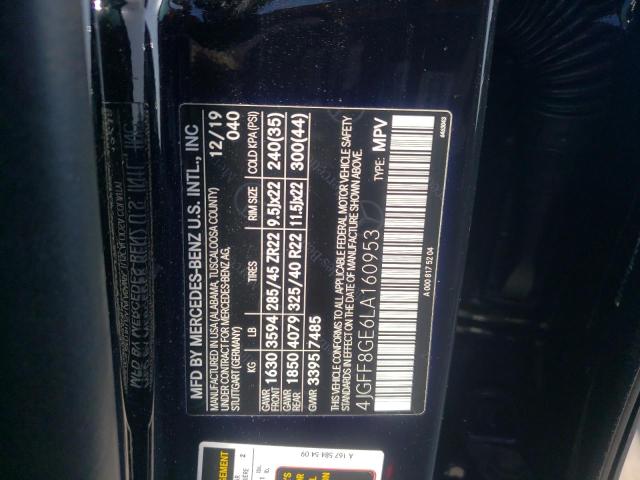 MFD BY MERCEDES-BENZ U.S. INTL., INC 12/19
MANUFACTURED IN USA (ALABAMA, TUSCALOOSA COUNTY) 040
UNDER CONTRACT FOR MERCEDES-BENZ AG,
STUTTGART (GERMANY)
KG LB TIRES RIM SIZE COLD KPA (PSI)
GAWR FRONT 1630 3594 285/45 ZR22 9.5Jx22 240(35)
GAWR REAR 1850 4079 325/40 R22 11.5Jx22 300(44)
GVWR 3395 7485
THIS VEHICLE CONFORMS TO ALL APPLICABLE FEDERAL MOTOR VEHICLE SAFETY
STANDARDS IN EFFECT ON THE DATE OF MANUFACTURE SHOWN ABOVE.
4JGFF8GE6LA160953 TYPE: MPV
A 000 817 52 04
A 167 584 54 09
2